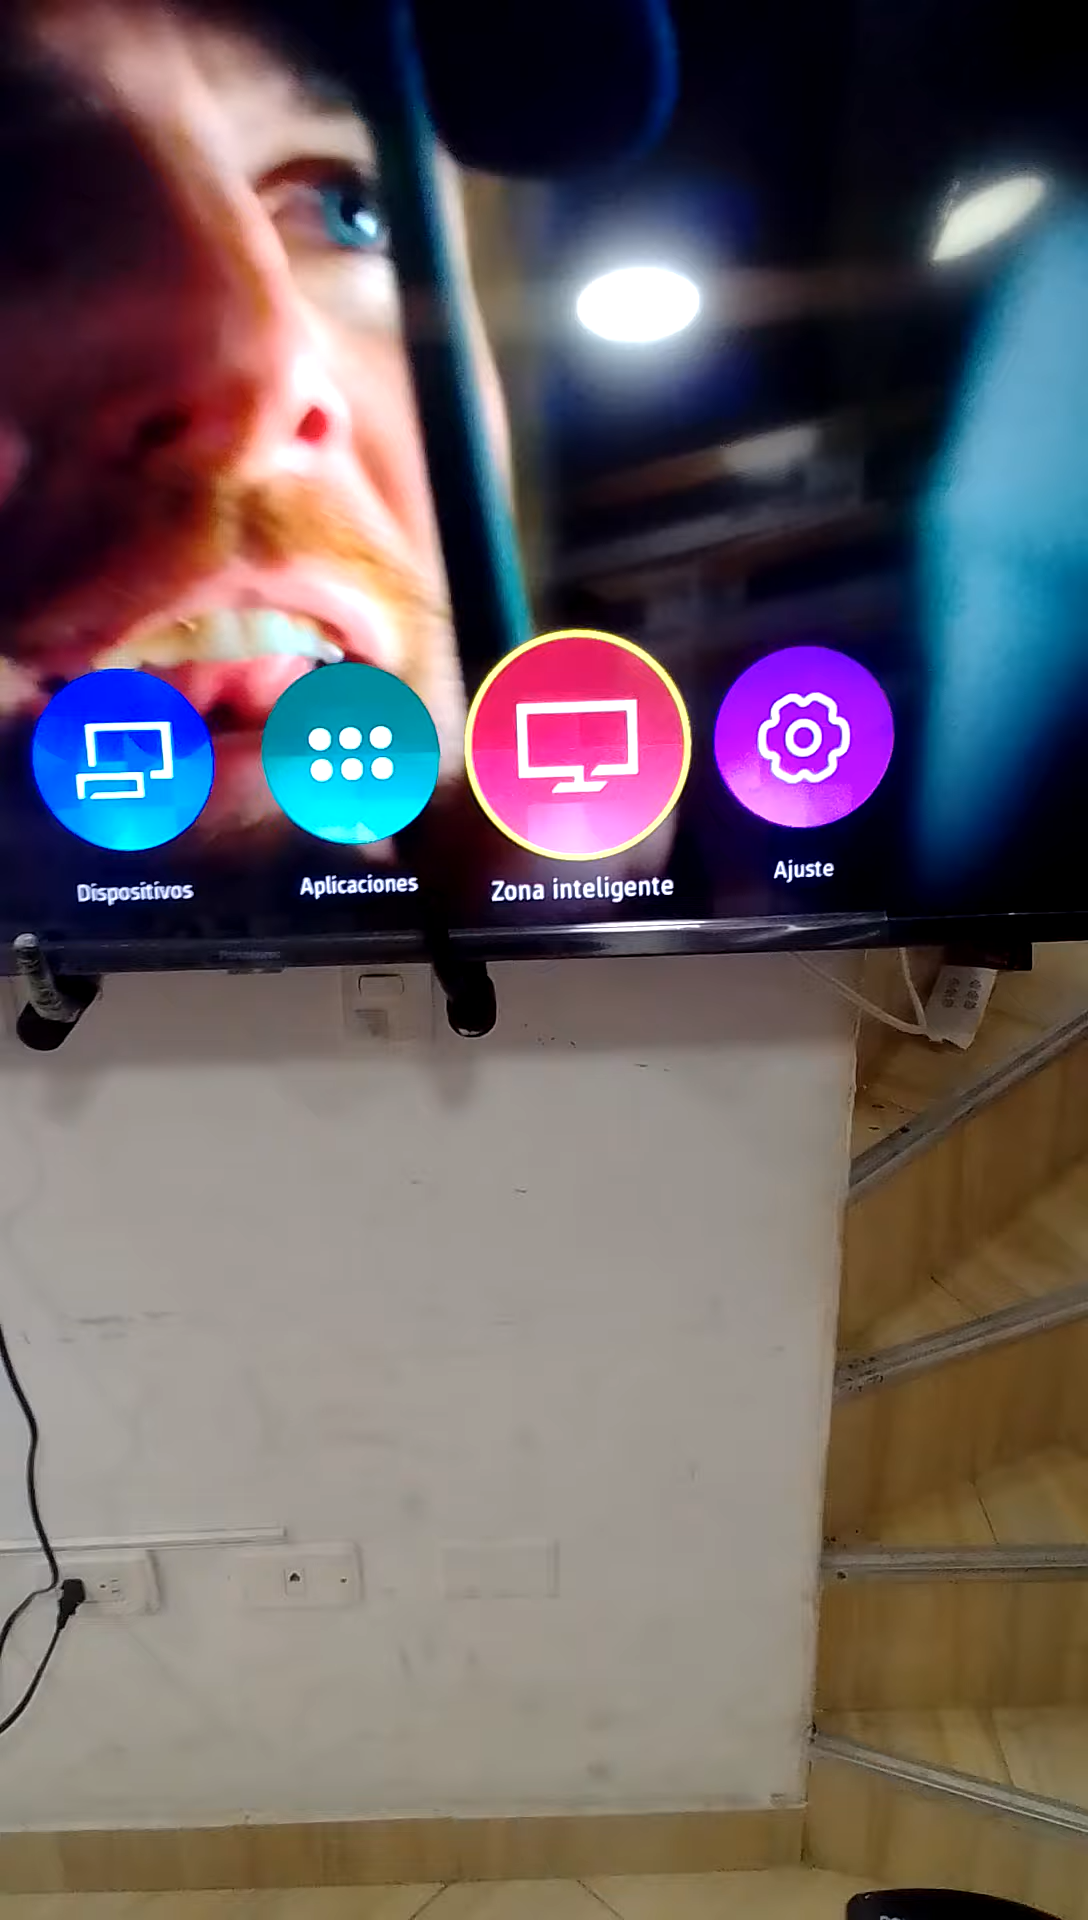 Dispositivos
Aplicaciones
Zona inteligente
Ajuste